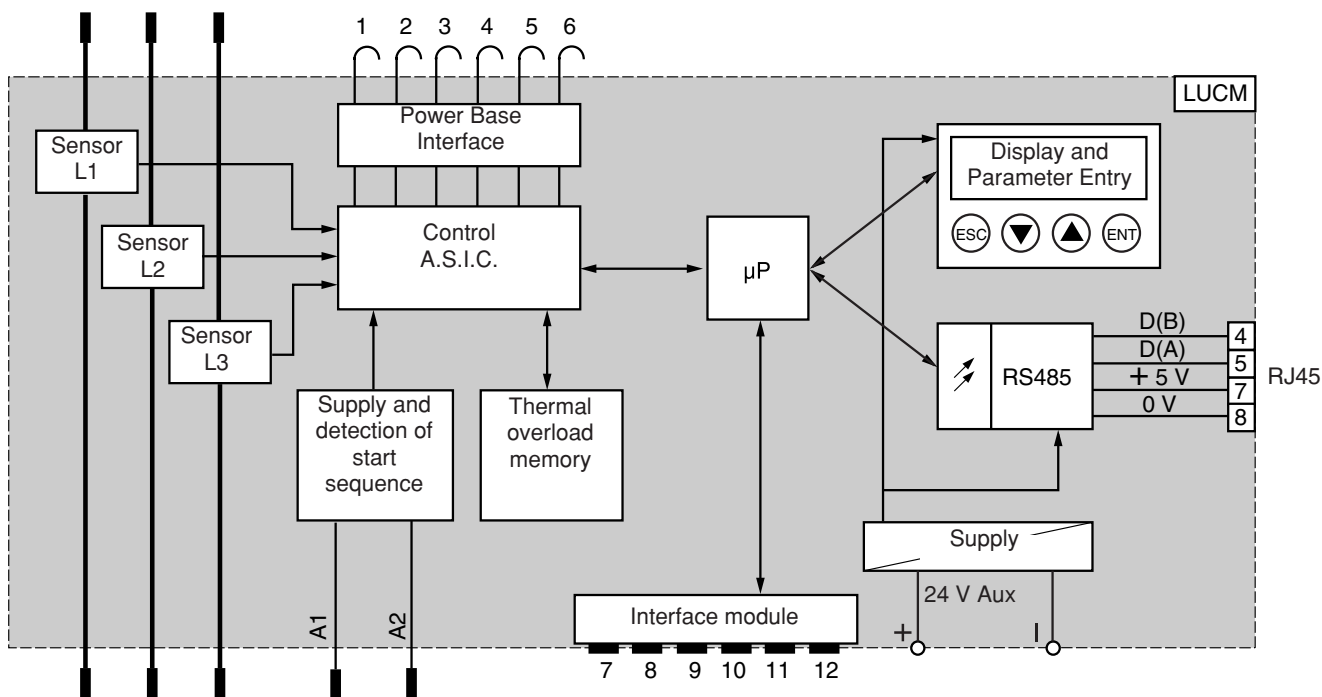 1 2 3 4 5 6
LUCM
Power Base
Interface
Sensor
L1
Display and
Parameter Entry
ESC ENT
Control
A.S.I.C.
Sensor
L2
µP
Sensor
L3
RS485
D(B)
4
D(A)
5
+ 5 V
7
0 V
8
RJ45
Supply and
detection of
start
sequence
Thermal
overload
memory
Supply
24 V Aux
+ I
A1 A2
Interface module
7 8 9 10 11 12